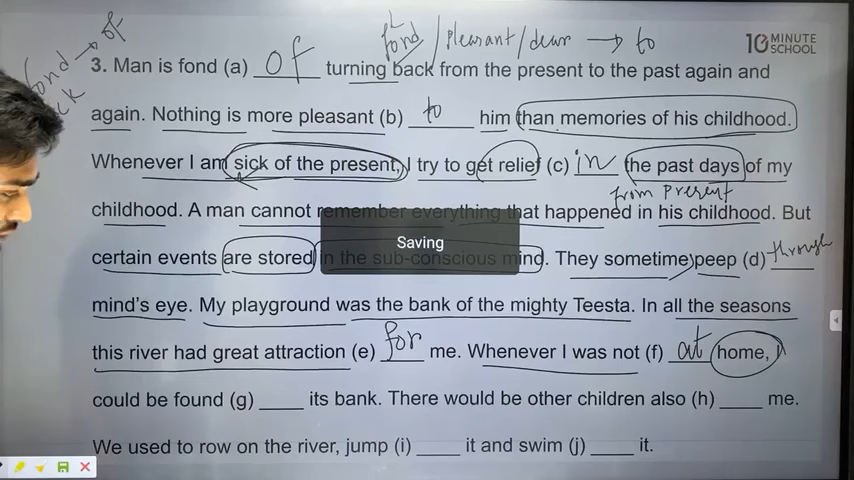 fond / pleasant / dear → to
10 MINUTE SCHOOL
fond → of
3. Man is fond (a) of turning back from the present to the past again and
again. Nothing is more pleasant (b) to him than memories of his childhood.
Whenever I am sick of the present, I try to get relief (c) in the past days of my
from present
childhood. A man cannot remember everything that happened in his childhood. But
Saving
certain events are stored in the sub-conscious mind. They sometime peep (d) through
mind's eye. My playground was the bank of the mighty Teesta. In all the seasons
this river had great attraction (e) for me. Whenever I was not (f) at home, I
could be found (g) ____ its bank. There would be other children also (h) ____ me.
We used to row on the river, jump (i) ____ it and swim (j) ____ it.